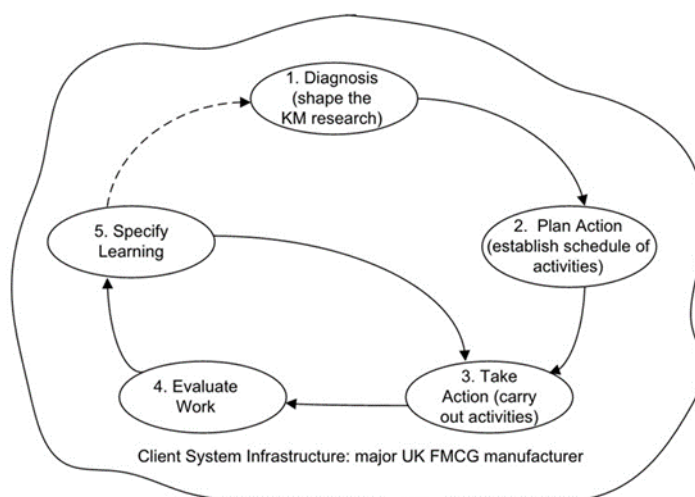 1. Diagnosis
(shape the
KM research)
2. Plan Action
(establish schedule of
activities)
5. Specify
Learning
3. Take
Action (carry
out activities)
4. Evaluate
Work
Client System Infrastructure: major UK FMCG manufacturer